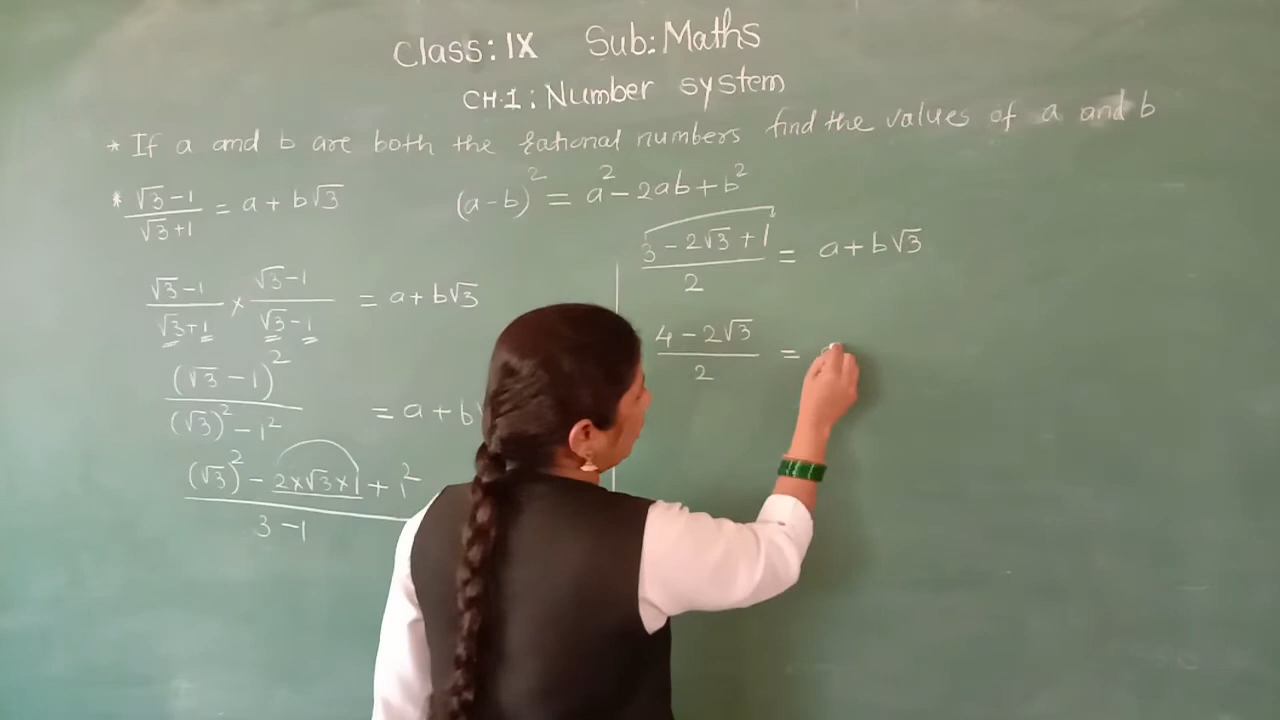 Class: IX Sub: Maths
CH.1: Number system
* If a and b are both the rational numbers find the values of a and b
* (√3-1)/(√3+1) = a + b√3
(a-b)² = a² - 2ab + b²
(√3-1)/(√3+1) × (√3-1)/(√3-1) = a + b√3
(√3-1)²/((√3)²-1²) = a + b
((√3)² - 2×√3×1 + 1²)/(3-1)
(3-2√3+1)/2 = a + b√3
(4-2√3)/2 =